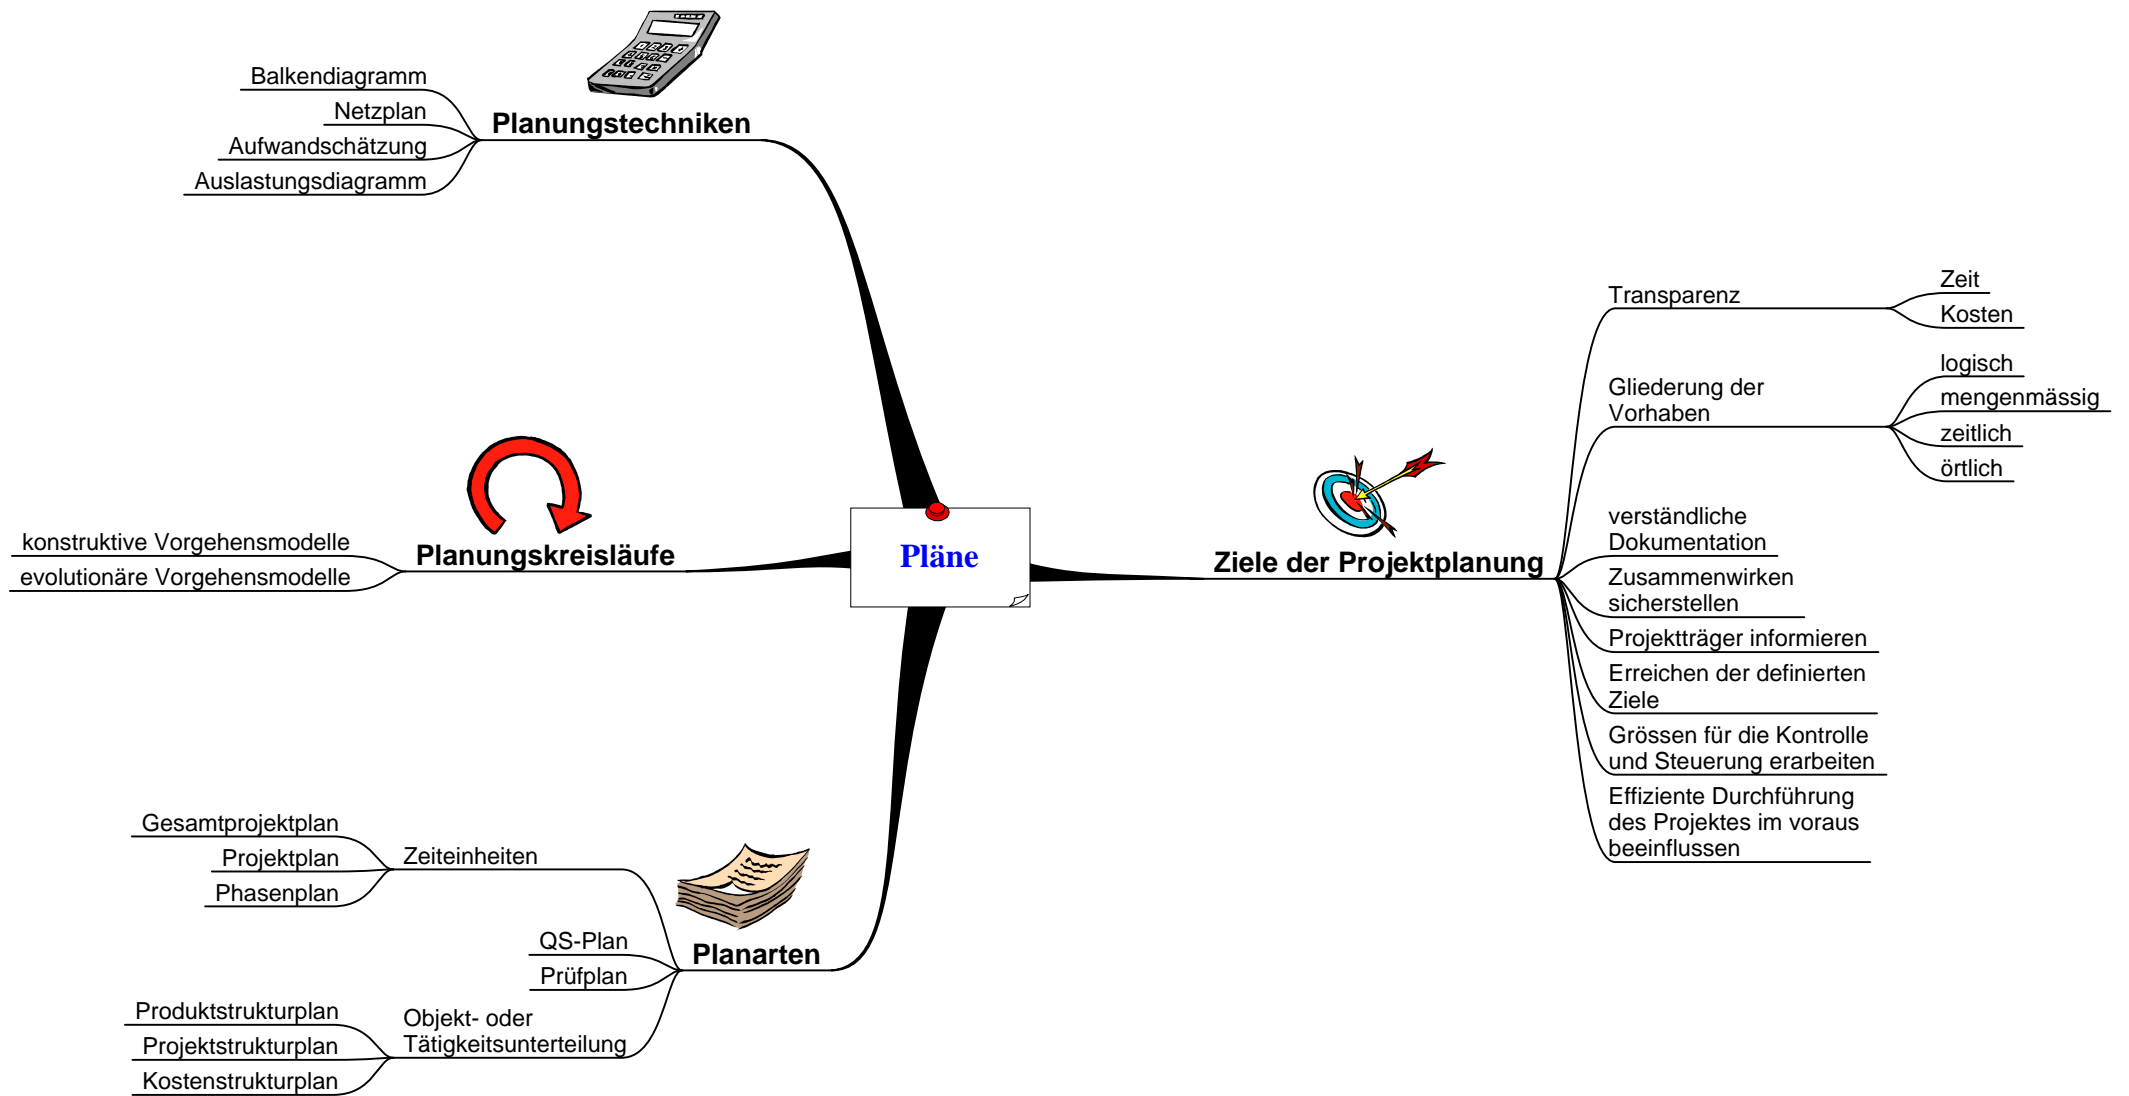 Pläne
Planungstechniken
Balkendiagramm
Netzplan
Aufwandschätzung
Auslastungsdiagramm
Planungskreisläufe
konstruktive Vorgehensmodelle
evolutionäre Vorgehensmodelle
Planarten
Zeiteinheiten
Gesamtprojektplan
Projektplan
Phasenplan
QS-Plan
Prüfplan
Objekt- oder
Tätigkeitsunterteilung
Produktstrukturplan
Projektstrukturplan
Kostenstrukturplan
Ziele der Projektplanung
Transparenz
Zeit
Kosten
Gliederung der
Vorhaben
logisch
mengenmässig
zeitlich
örtlich
verständliche
Dokumentation
Zusammenwirken
sicherstellen
Projektträger informieren
Erreichen der definierten
Ziele
Grössen für die Kontrolle
und Steuerung erarbeiten
Effiziente Durchführung
des Projektes im voraus
beeinflussen